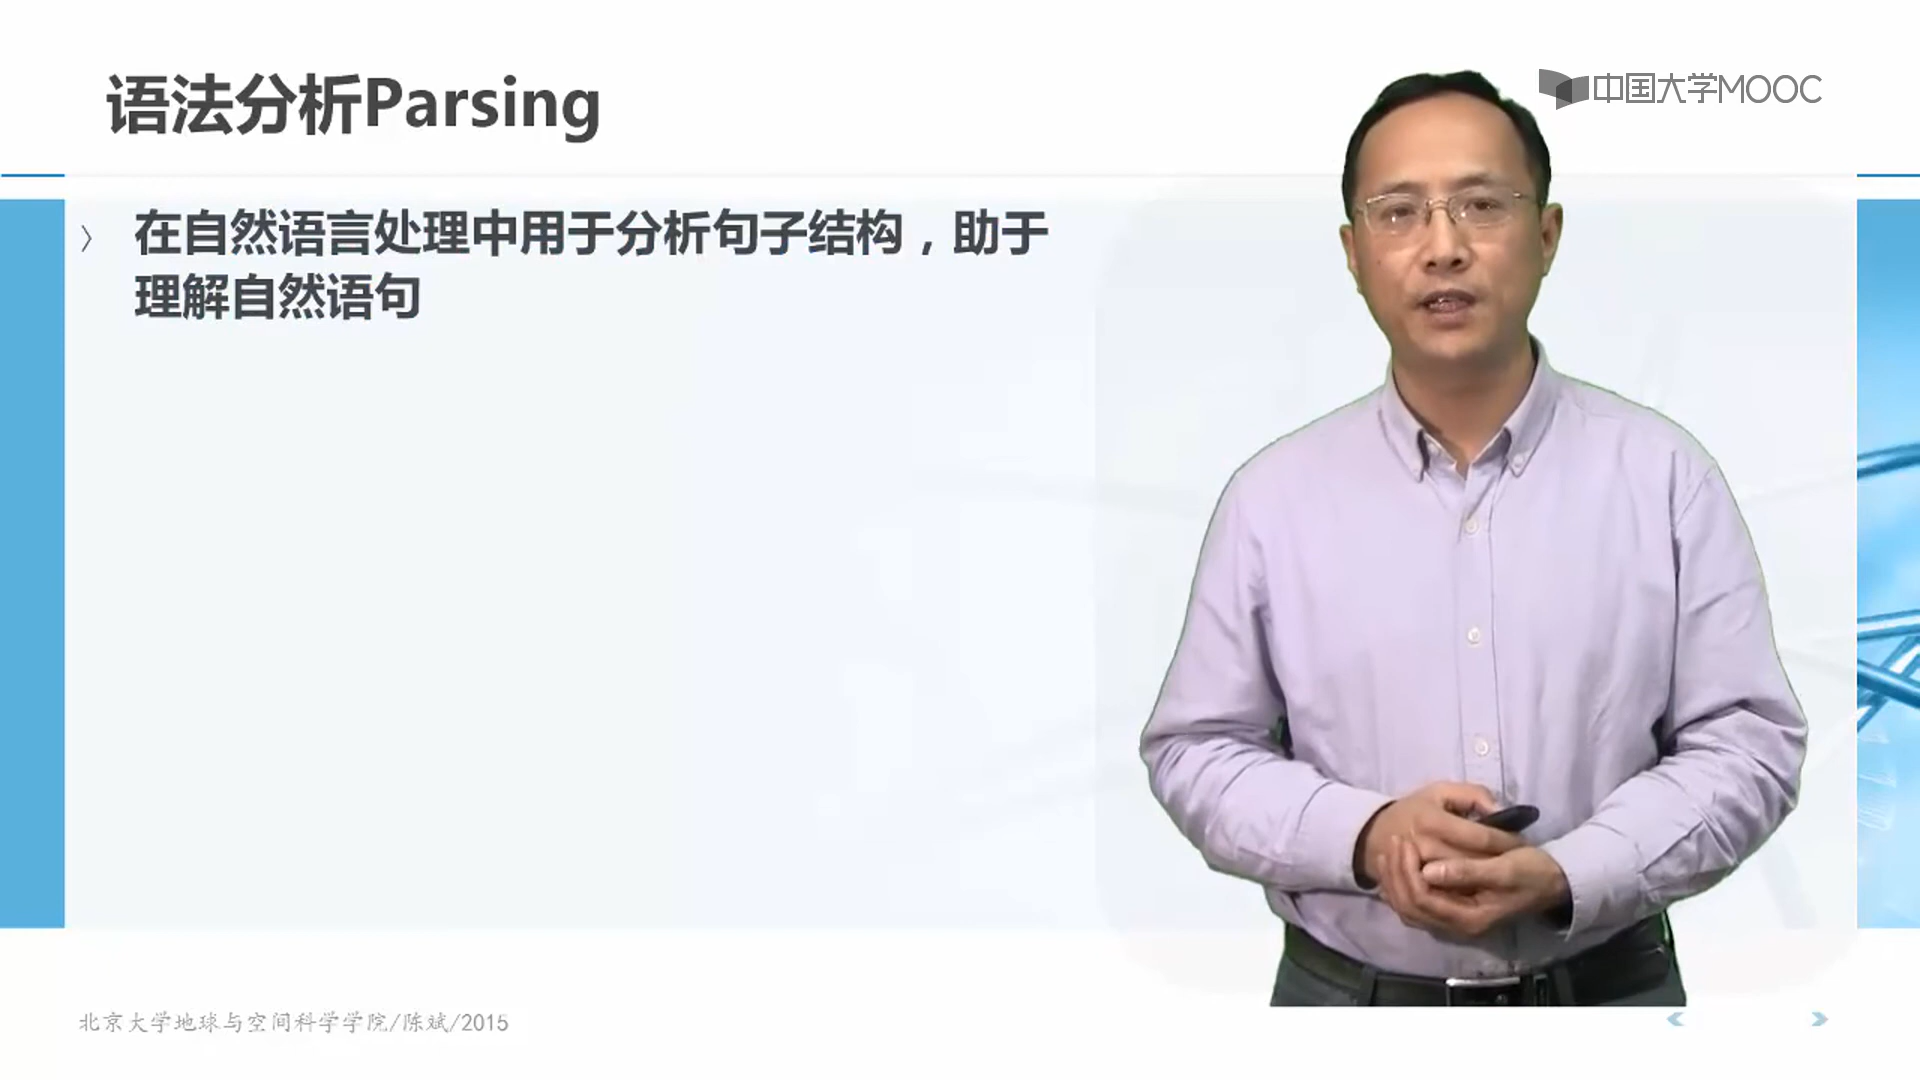 语法分析Parsing
中国大学MOOC
在自然语言处理中用于分析句子结构，助于
理解自然语句
北京大学地球与空间科学学院/陈斌/2015